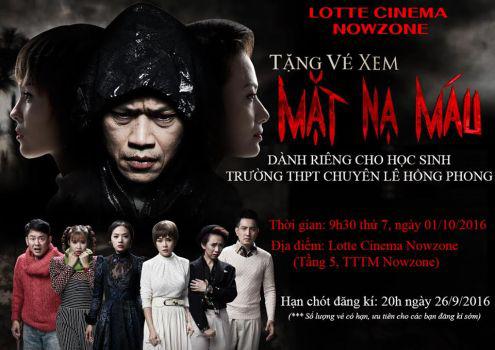 LOTTE CINEMA
NOWZONE
TẶNG VÉ XEM
MẶT NẠ MÁU
DÀNH RIÊNG CHO HỌC SINH
TRƯỜNG THPT CHUYÊN LÊ HỒNG PHONG
Thời gian: 9h30 thứ 7, ngày 01/10/2016
Địa điểm: Lotte Cinema Nowzone
(Tầng 5, TTTM Nowzone)
Hạn chót đăng kí: 20h ngày 26/9/2016
(*** Số lượng vé có hạn, ưu tiên cho các bạn đăng kí sớm)